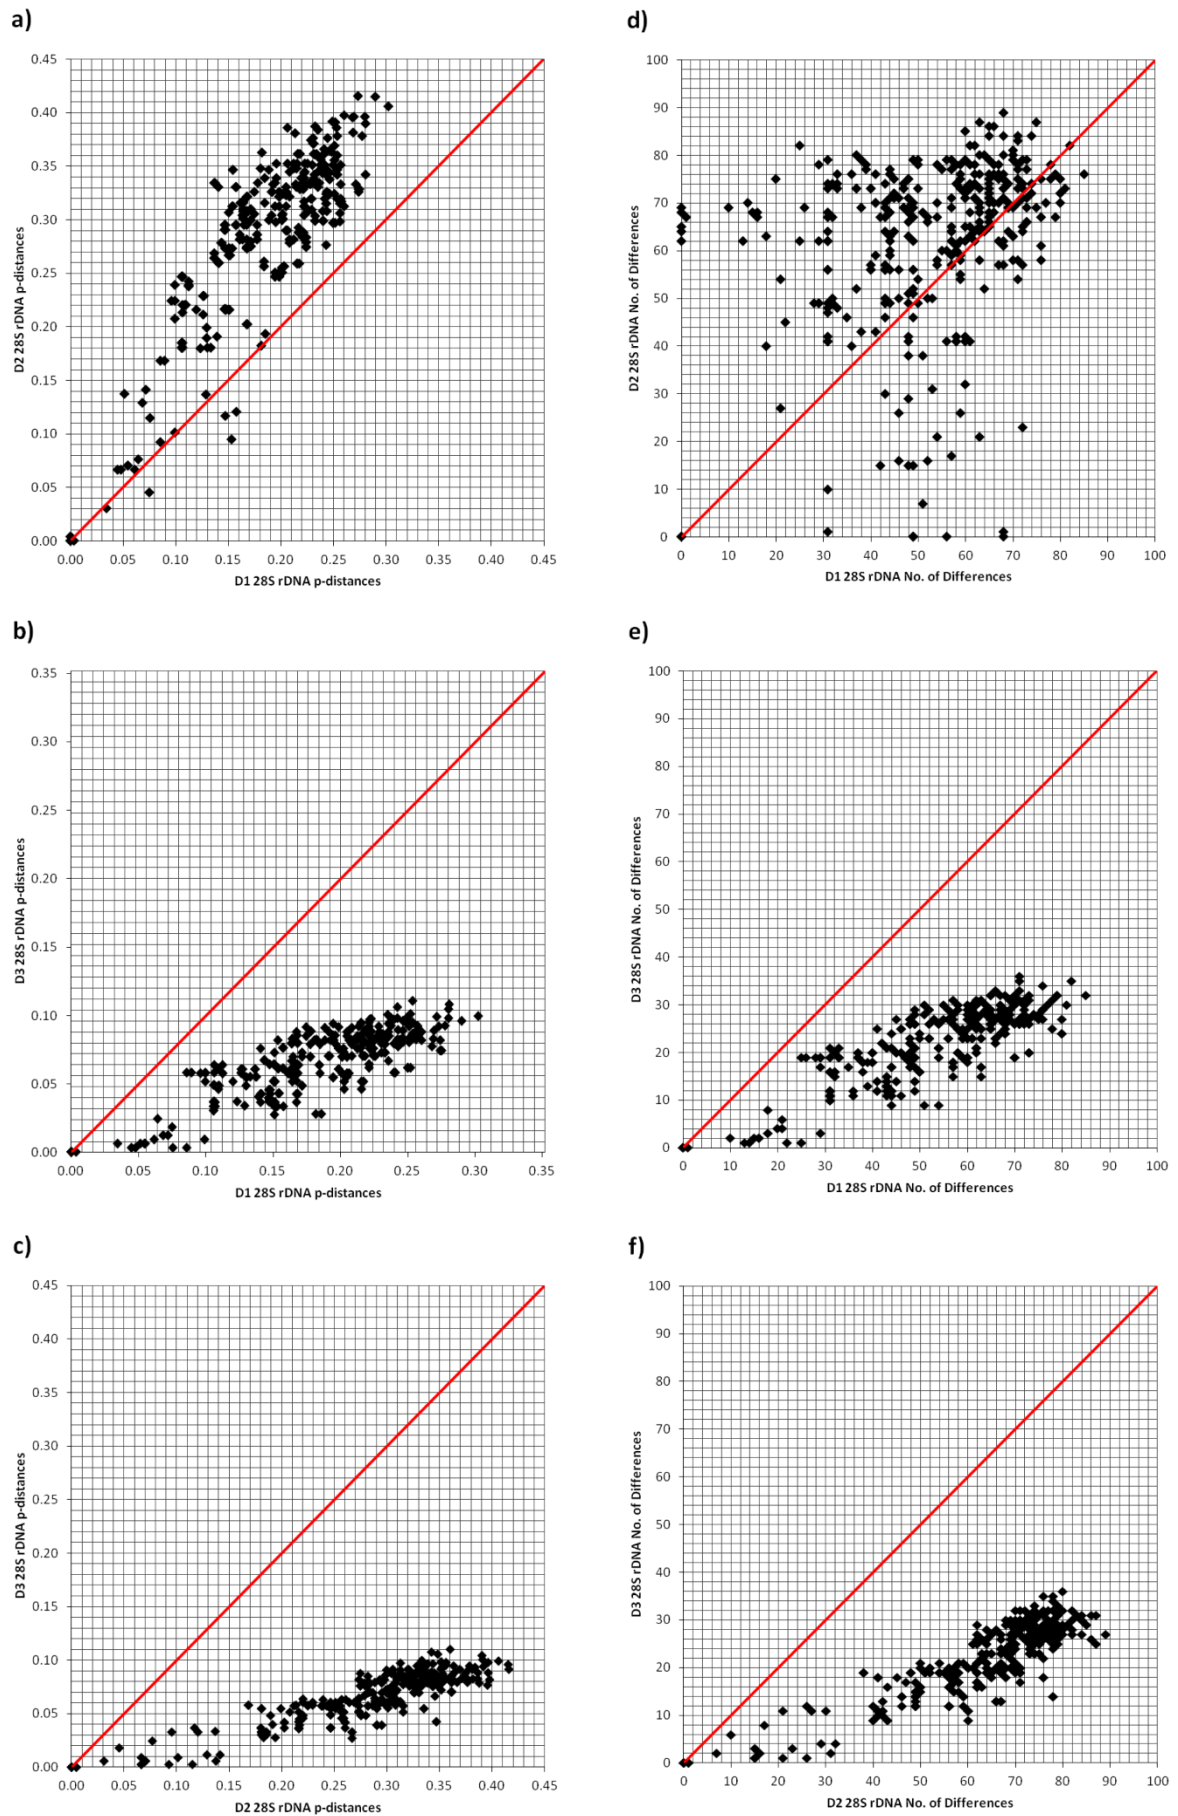 a)
0.45
0.40
0.35
0.30
0.25
0.20
0.15
0.10
0.05
0.00
D2 28S rDNA p-distances
0.00 0.05 0.10 0.15 0.20 0.25 0.30 0.35 0.40 0.45
D1 28S rDNA p-distances
d)
100
90
80
70
60
50
40
30
20
10
0
D2 28S rDNA No. of Differences
0 10 20 30 40 50 60 70 80 90 100
D1 28S rDNA No. of Differences
b)
0.35
0.30
0.25
0.20
0.15
0.10
0.05
0.00
D3 28S rDNA p-distances
0.00 0.05 0.10 0.15 0.20 0.25 0.30 0.35
D1 28S rDNA p-distances
e)
100
90
80
70
60
50
40
30
20
10
0
D3 28S rDNA No. of Differences
0 10 20 30 40 50 60 70 80 90 100
D1 28S rDNA No. of Differences
c)
0.45
0.40
0.35
0.30
0.25
0.20
0.15
0.10
0.05
0.00
D3 28S rDNA p-distances
0.00 0.05 0.10 0.15 0.20 0.25 0.30 0.35 0.40 0.45
D2 28S rDNA p-distances
f)
100
90
80
70
60
50
40
30
20
10
0
D3 28S rDNA No. of Differences
0 10 20 30 40 50 60 70 80 90 100
D2 28S rDNA No. of Differences